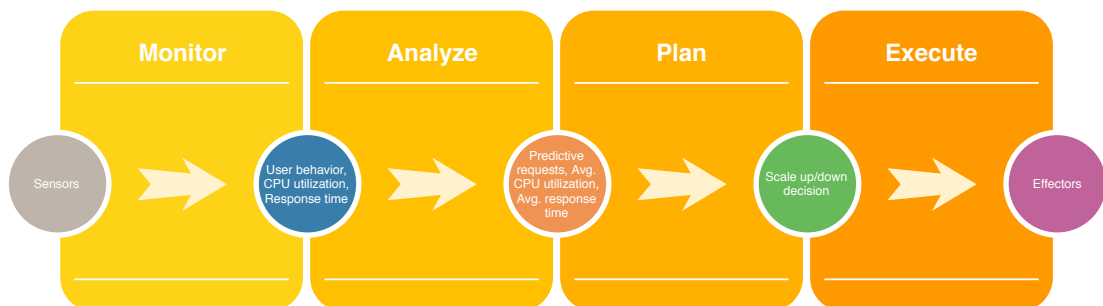 Monitor
Analyze
Plan
Execute
Sensors
User behavior,
CPU utilization,
Response time
Predictive
requests, Avg.
CPU utilization,
Avg. response
time
Scale up/down
decision
Effectors